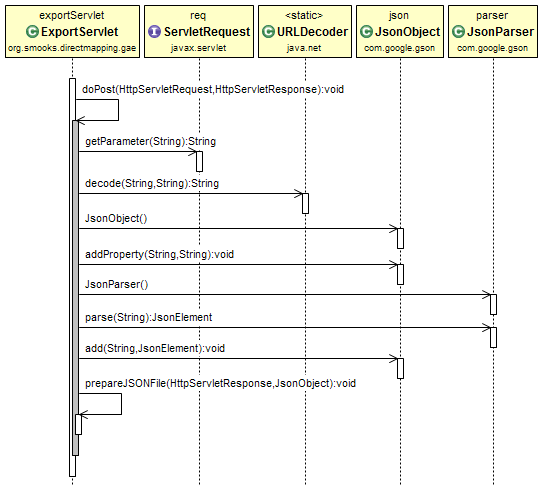 exportServlet
C ExportServlet
org.smooks.directmapping.gae
req
I ServletRequest
javax.servlet
<static>
C URLDecoder
java.net
json
C JsonObject
com.google.gson
parser
C JsonParser
com.google.gson
doPost(HttpServletRequest,HttpServletResponse):void
getParameter(String):String
decode(String,String):String
JsonObject()
addProperty(String,String):void
JsonParser()
parse(String):JsonElement
add(String,JsonElement):void
prepareJSONFile(HttpServletResponse,JsonObject):void